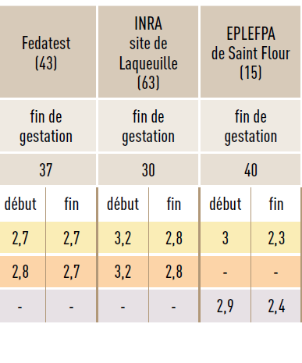 Fedatest
(43)
INRA
site de
Laqueuille
(63)
EPLEFPA
de Saint Flour
(15)
fin de
gestation
fin de
gestation
fin de
gestation
37 30 40
début fin début fin début fin
2,7 2,7 3,2 2,8 3 2,3
2,8 2,7 3,2 2,8 - -
- - - - 2,9 2,4